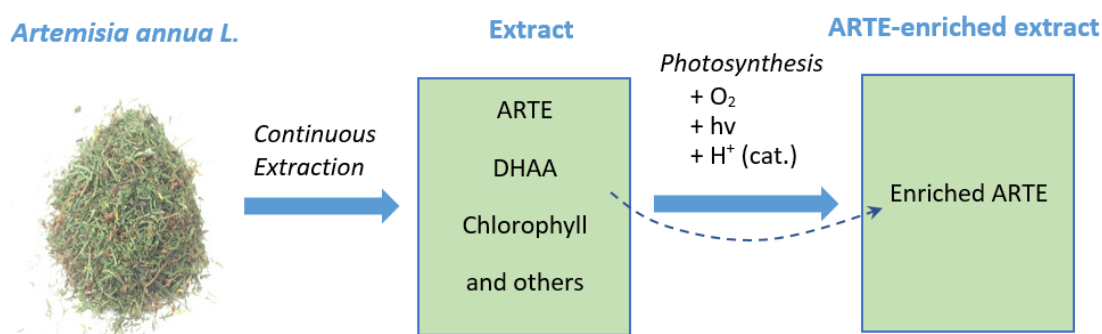 Artemisia annua L.
Continuous
Extraction
Extract
ARTE
DHAA
Chlorophyll
and others
Photosynthesis
+ O₂
+ hv
+ H⁺ (cat.)
ARTE-enriched extract
Enriched ARTE